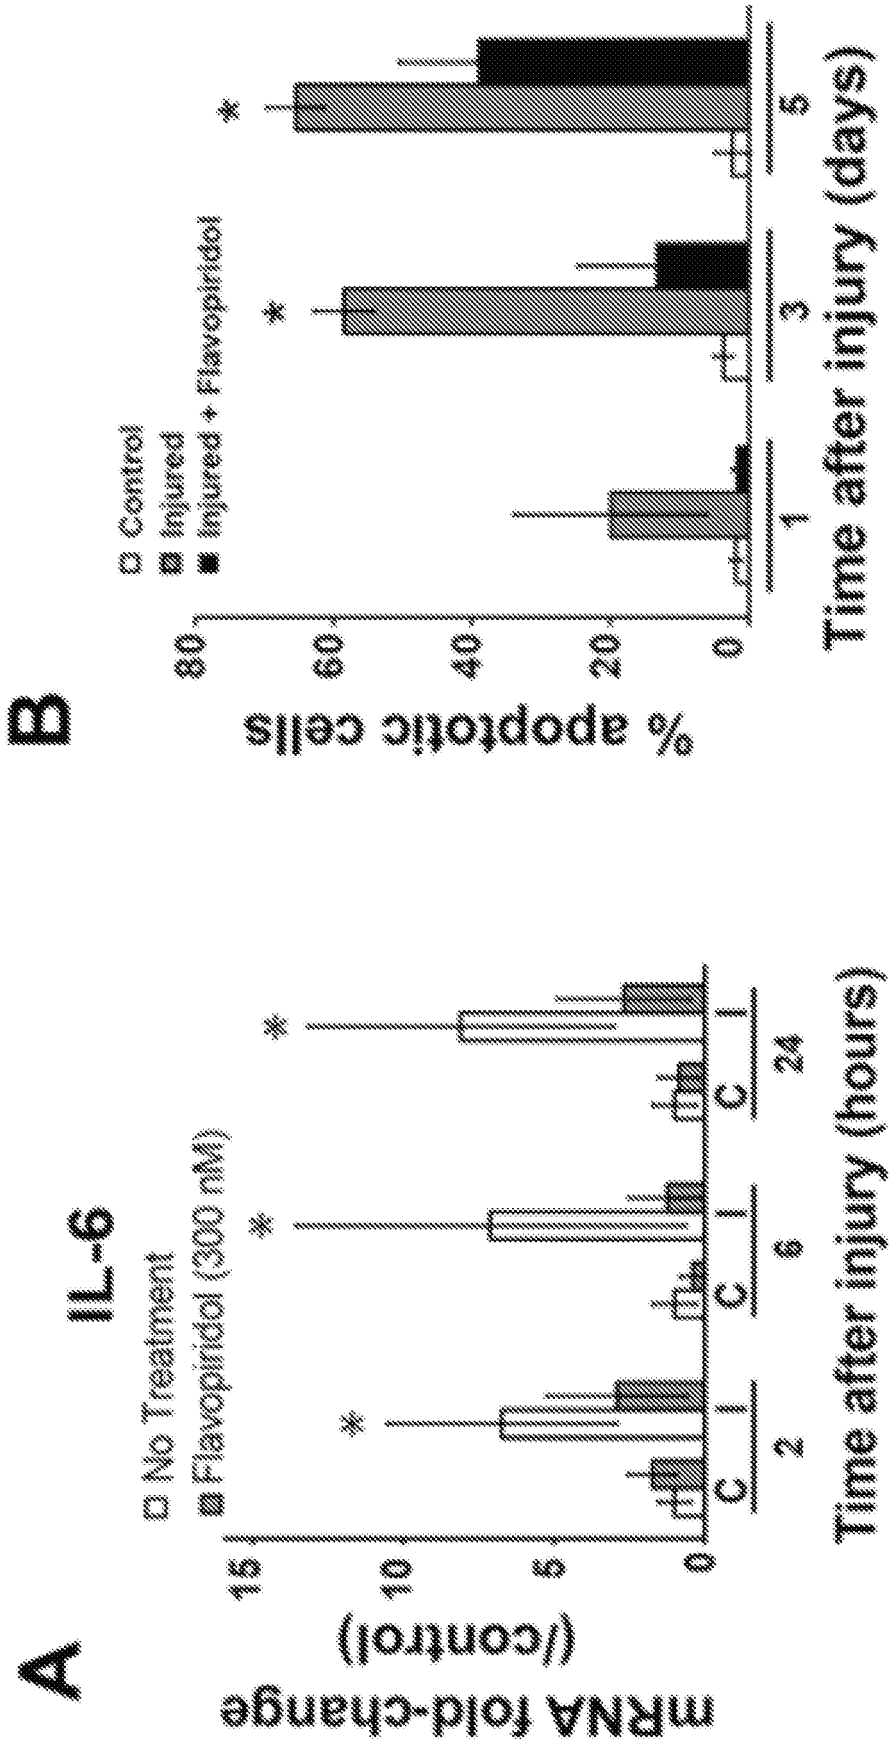 A
IL-6
□ No Treatment
▨ Flavopiridol (300 nM)
mRNA fold-change
(/control)
15
10
5
0
* * *
C I C I C I
2 6 24
Time after injury (hours)
B
□ Control
▨ Injured
■ Injured + Flavopiridol
% apoptotic cells
80
60
40
20
0
* *
1 3 5
Time after injury (days)